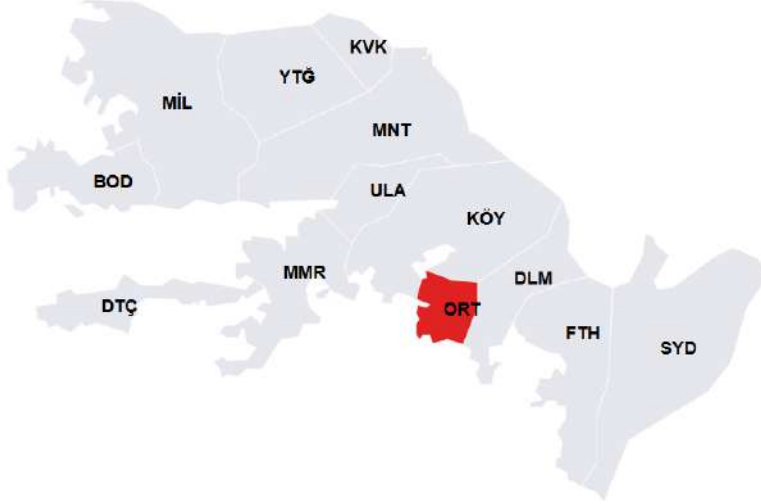 KVK
YTĞ
MİL
MNT
BOD
ULA
KÖY
MMR
DLM
DTÇ
ORT
FTH
SYD